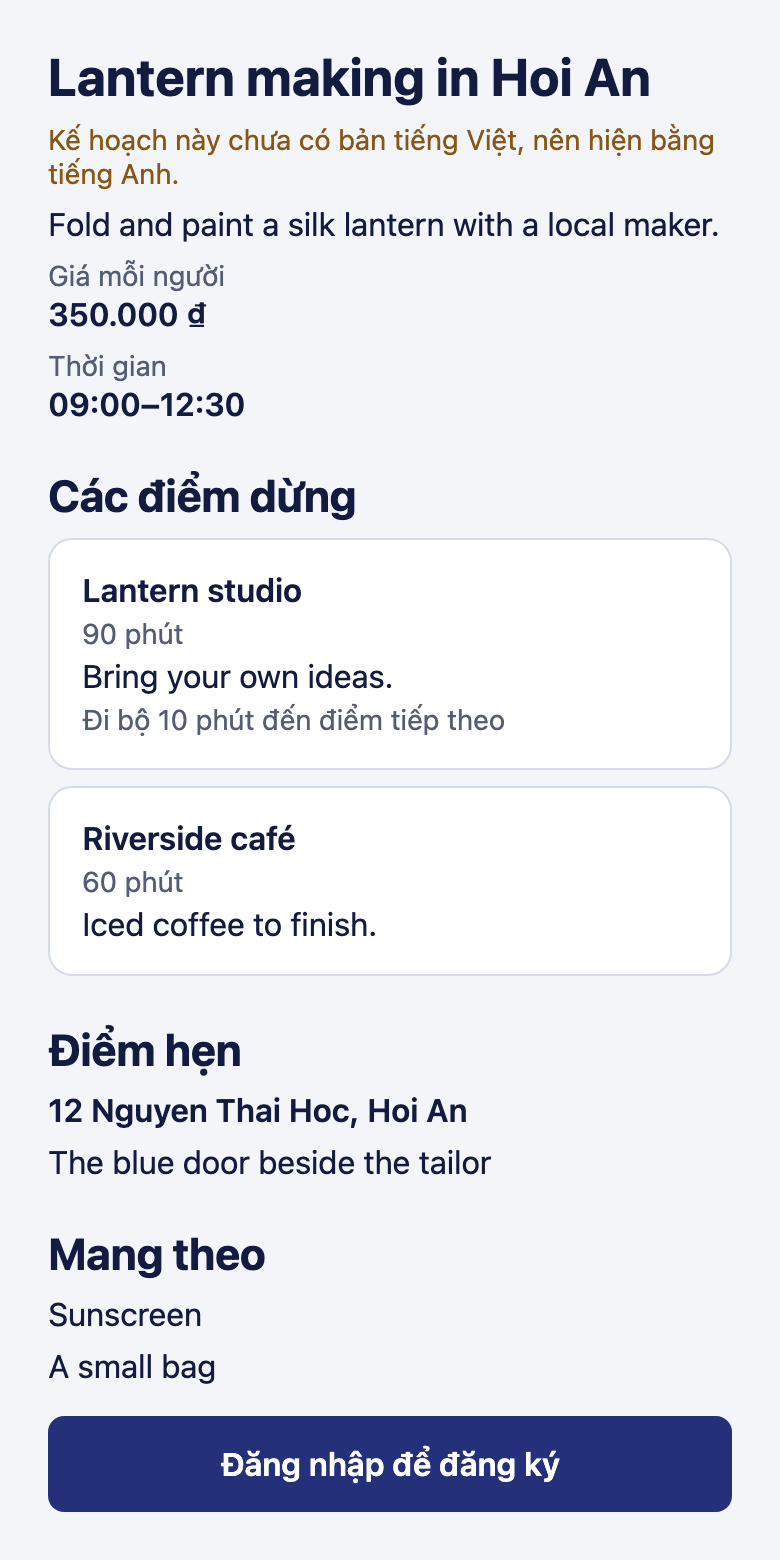 Lantern making in Hoi An
Kế hoạch này chưa có bản tiếng Việt, nên hiện bằng
tiếng Anh.
Fold and paint a silk lantern with a local maker.
Giá mỗi người
350.000 ₫
Thời gian
09:00–12:30
Các điểm dừng
Lantern studio
90 phút
Bring your own ideas.
Đi bộ 10 phút đến điểm tiếp theo
Riverside café
60 phút
Iced coffee to finish.
Điểm hẹn
12 Nguyen Thai Hoc, Hoi An
The blue door beside the tailor
Mang theo
Sunscreen
A small bag
Đăng nhập để đăng ký